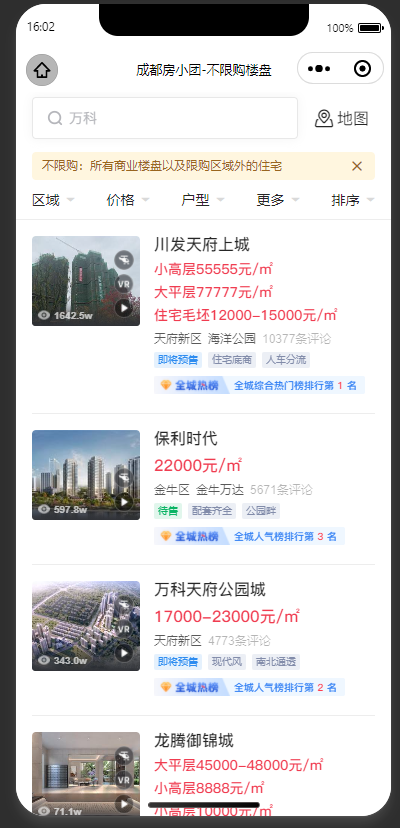 16:02
100%
成都房小团-不限购楼盘
万科
地图
不限购：所有商业楼盘以及限购区域外的住宅
区域 价格 户型 更多 排序
川发天府上城
小高层55555元/㎡
大平层77777元/㎡
住宅毛坯12000-15000元/㎡
VR
1642.5w
天府新区 海洋公园 10377条评论
即将预售 住宅底商 人车分流
全城热榜 全城综合热门榜排行第 1 名
保利时代
22000元/㎡
597.8w
金牛区 金牛万达 5671条评论
待售 配套齐全 公园畔
全城热榜 全城人气榜排行第 3 名
万科天府公园城
17000-23000元/㎡
VR
343.0w
天府新区 4773条评论
即将预售 现代风 南北通透
全城热榜 全城人气榜排行第 2 名
龙腾御锦城
大平层45000-48000元/㎡
VR
小高层8888元/㎡
71.1w
小高层10000元/㎡